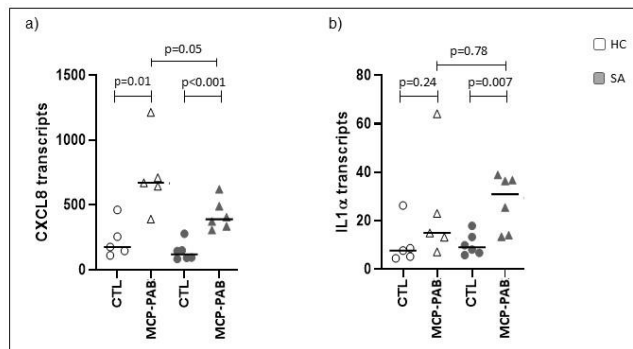 a)
p=0.05
p=0.01
p<0.001
CXCL8 transcripts
1500
1000
500
0
CTL
MCP-PAB
CTL
MCP-PAB
b)
p=0.78
p=0.24
p=0.007
IL1α transcripts
80
60
40
20
0
CTL
MCP-PAB
CTL
MCP-PAB
HC
SA